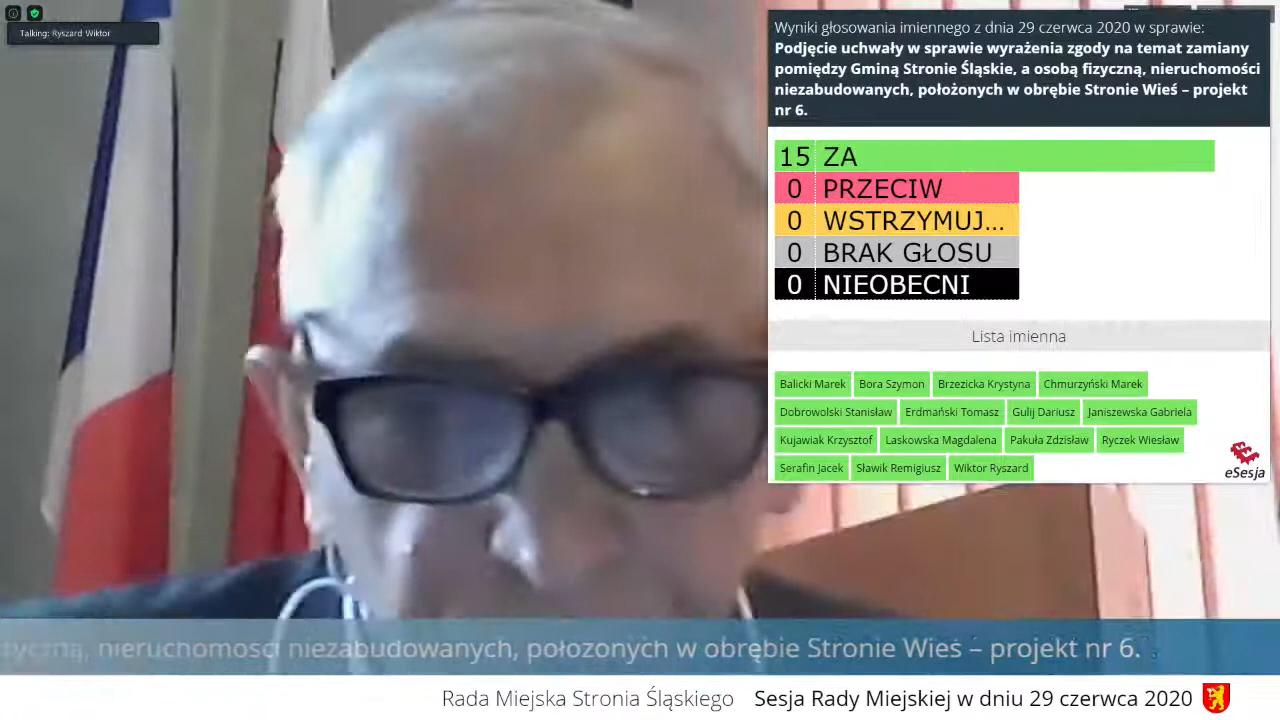 Talking: Ryszard Wiktor
Wyniki głosowania imiennego z dnia 29 czerwca 2020 w sprawie:
Podjęcie uchwały w sprawie wyrażenia zgody na temat zamiany
pomiędzy Gminą Stronie Śląskie, a osobą fizyczną, nieruchomości
niezabudowanych, położonych w obrębie Stronie Wieś – projekt
nr 6.
15 ZA
0 PRZECIW
0 WSTRZYMUJ...
0 BRAK GŁOSU
0 NIEOBECNI
Lista imienna
Balicki Marek Bora Szymon Brzezicka Krystyna Chmurzyński Marek
Dobrowolski Stanisław Erdmański Tomasz Gulij Dariusz Janiszewska Gabriela
Kujawiak Krzysztof Laskowska Magdalena Pakuła Zdzisław Ryczek Wiesław
Serafin Jacek Sławik Remigiusz Wiktor Ryszard
eSesja
nieruchomości niezabudowanych, położonych w obrębie Stronie Wieś – projekt nr 6.
Rada Miejska Stronia Śląskiego Sesja Rady Miejskiej w dniu 29 czerwca 2020